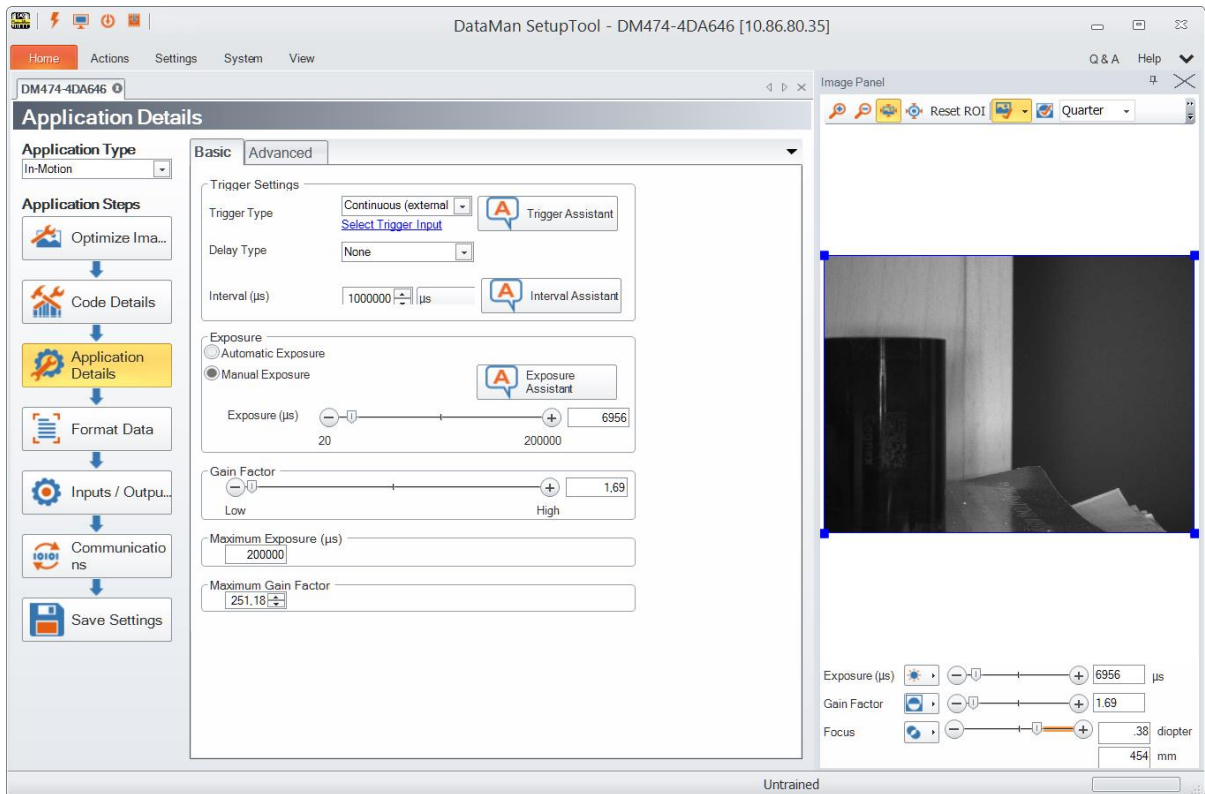 DataMan SetupTool - DM474-4DA646 [10.86.80.35]
Home Actions Settings System View Q & A Help
DM474-4DA646
Application Details
Application Type
In-Motion
Application Steps
Optimize Ima...
Code Details
Application
Details
Format Data
Inputs / Outpu...
Communicatio
ns
Save Settings
Basic Advanced
Trigger Settings
Trigger Type Continuous (external Trigger Assistant
Select Trigger Input
Delay Type None
Interval (µs) 1000000 µs Interval Assistant
Exposure
Automatic Exposure
Manual Exposure
Exposure
Assistant
Exposure (µs) 6956
20 200000
Gain Factor
1,69
Low High
Maximum Exposure (µs)
200000
Maximum Gain Factor
251,18
Image Panel
Reset ROI Quarter
Exposure (µs) 6956 µs
Gain Factor 1.69
Focus .38 diopter
454 mm
Untrained